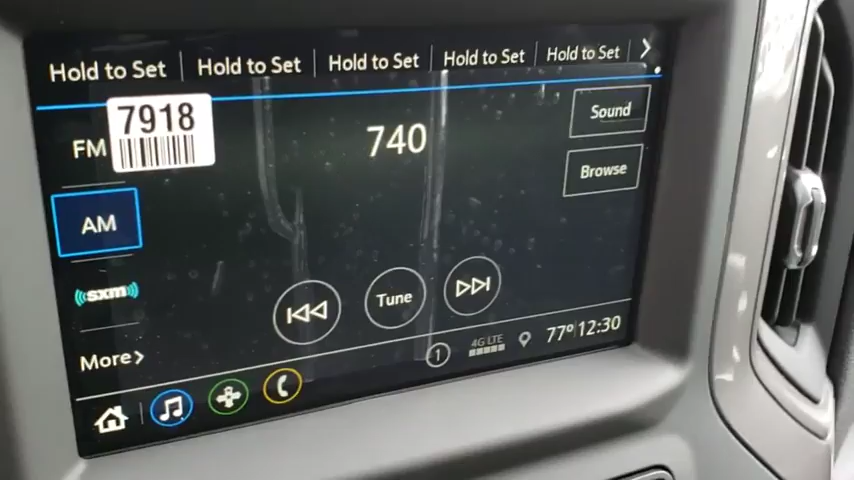 Hold to Set Hold to Set Hold to Set Hold to Set Hold to Set
7918
FM
740
Sound
Browse
AM
((sxm))
Tune
More
1 4G LTE 77° 12:30